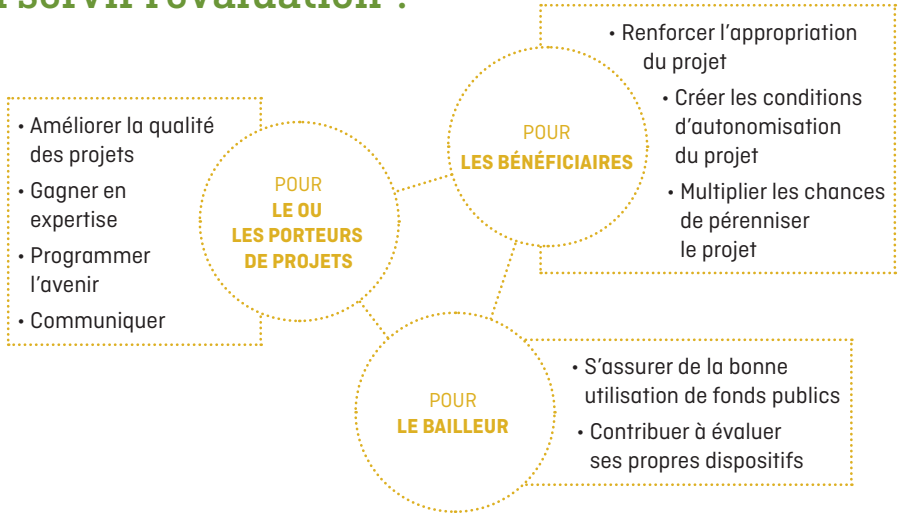 l'évaluation
• Améliorer la qualité
des projets
• Gagner en
expertise
• Programmer
l'avenir
• Communiquer
POUR
LE OU
LES PORTEURS
DE PROJETS
POUR
LES BÉNÉFICIAIRES
• Renforcer l'appropriation
du projet
• Créer les conditions
d'autonomisation
du projet
• Multiplier les chances
de pérenniser
le projet
POUR
LE BAILLEUR
• S'assurer de la bonne
utilisation de fonds publics
• Contribuer à évaluer
ses propres dispositifs